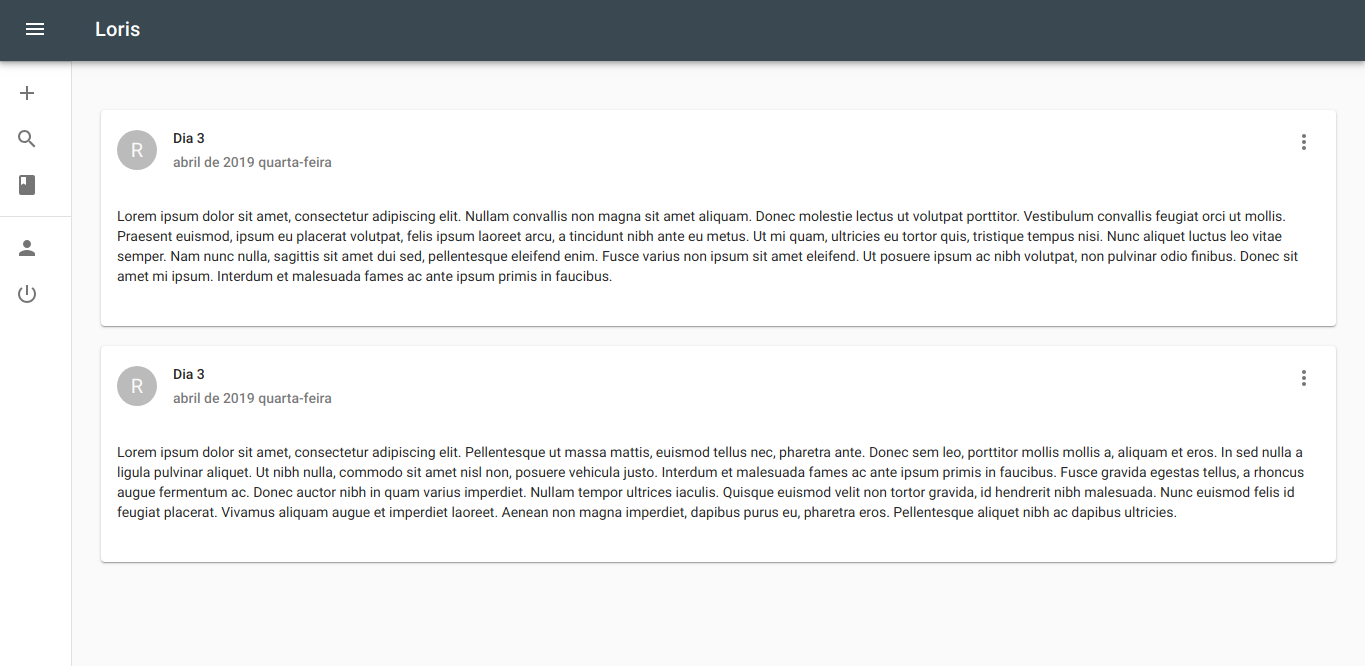 Loris
R
Dia 3
abril de 2019 quarta-feira
Lorem ipsum dolor sit amet, consectetur adipiscing elit. Nullam convallis non magna sit amet aliquam. Donec molestie lectus ut volutpat porttitor. Vestibulum convallis feugiat orci ut mollis.
Praesent euismod, ipsum eu placerat volutpat, felis ipsum laoreet arcu, a tincidunt nibh ante eu metus. Ut mi quam, ultricies eu tortor quis, tristique tempus nisi. Nunc aliquet luctus leo vitae
semper. Nam nunc nulla, sagittis sit amet dui sed, pellentesque eleifend enim. Fusce varius non ipsum sit amet eleifend. Ut posuere ipsum ac nibh volutpat, non pulvinar odio finibus. Donec sit
amet mi ipsum. Interdum et malesuada fames ac ante ipsum primis in faucibus.
R
Dia 3
abril de 2019 quarta-feira
Lorem ipsum dolor sit amet, consectetur adipiscing elit. Pellentesque ut massa mattis, euismod tellus nec, pharetra ante. Donec sem leo, porttitor mollis mollis a, aliquam et eros. In sed nulla a
ligula pulvinar aliquet. Ut nibh nulla, commodo sit amet nisl non, posuere vehicula justo. Interdum et malesuada fames ac ante ipsum primis in faucibus. Fusce gravida egestas tellus, a rhoncus
augue fermentum ac. Donec auctor nibh in quam varius imperdiet. Nullam tempor ultrices iaculis. Quisque euismod velit non tortor gravida, id hendrerit nibh malesuada. Nunc euismod felis id
feugiat placerat. Vivamus aliquam augue et imperdiet laoreet. Aenean non magna imperdiet, dapibus purus eu, pharetra eros. Pellentesque aliquet nibh ac dapibus ultricies.